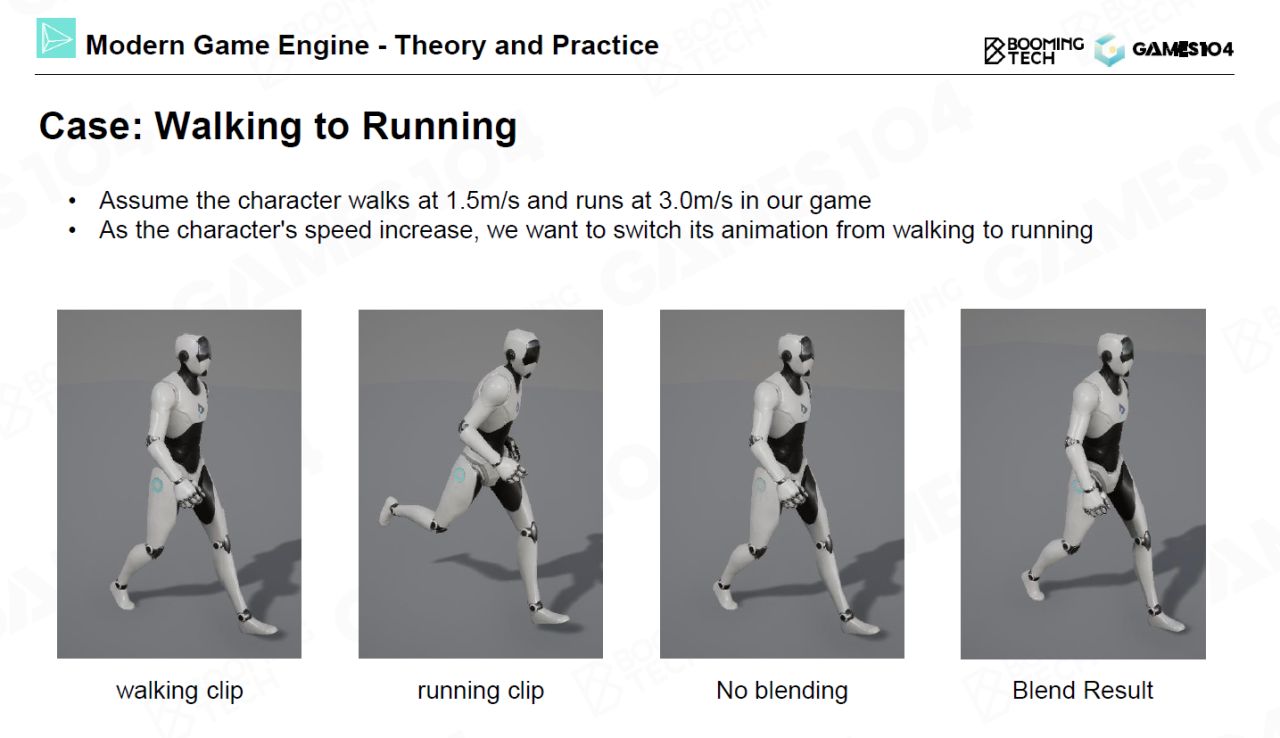 Modern Game Engine - Theory and Practice
BOOMING
TECH
GAMES104
Case: Walking to Running
• Assume the character walks at 1.5m/s and runs at 3.0m/s in our game
• As the character's speed increase, we want to switch its animation from walking to running
walking clip
running clip
No blending
Blend Result